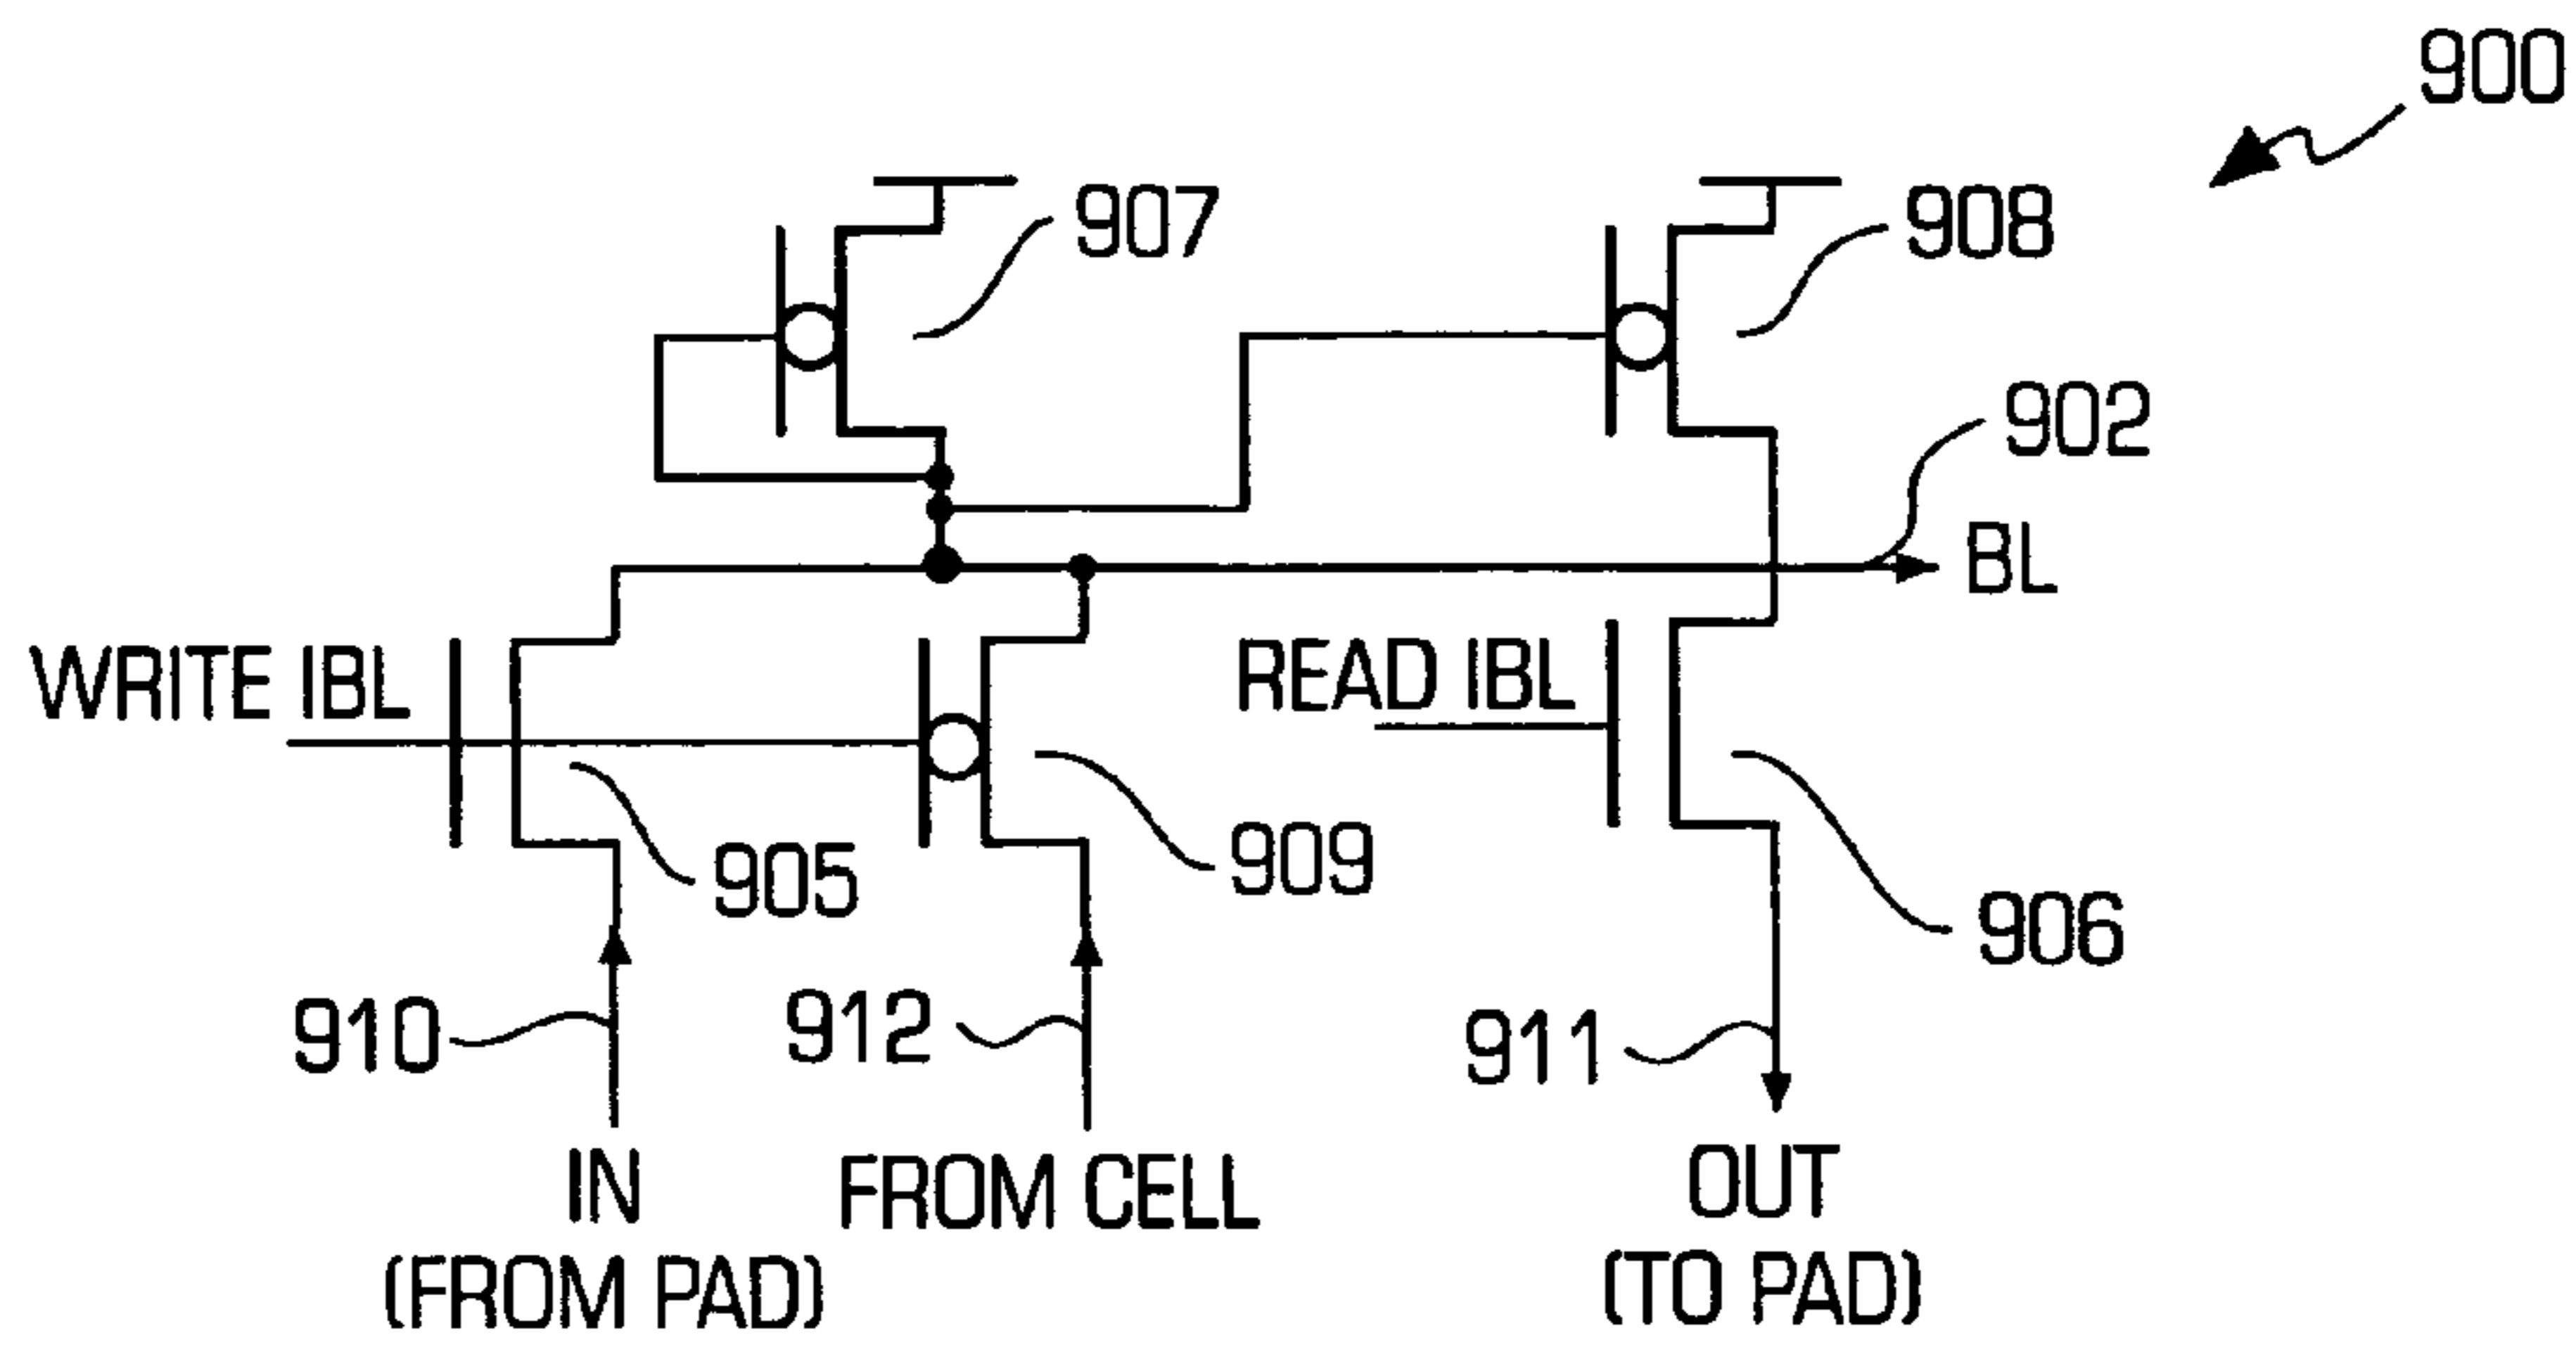 900
907
908
902
BL
WRITE IBL
READ IBL
905
909
906
910
912
911
IN
(FROM PAD)
FROM CELL
OUT
(TO PAD)